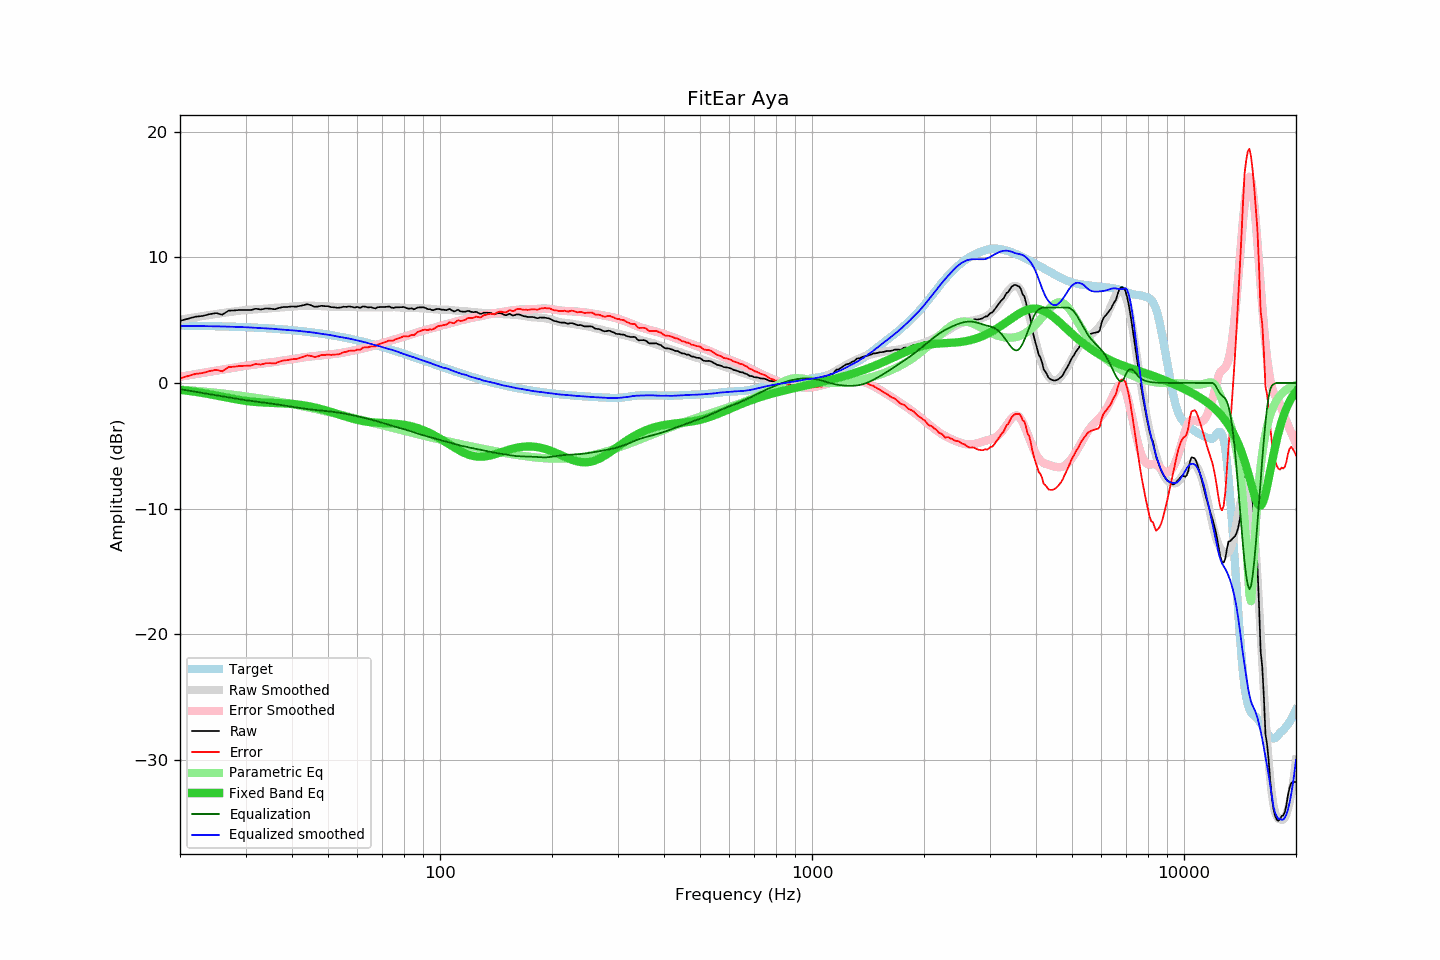 FitEar Aya
20
10
0
−10
−20
−30
Amplitude (dBr)
Target
Raw Smoothed
Error Smoothed
Raw
Error
Parametric Eq
Fixed Band Eq
Equalization
Equalized smoothed
100
1000
10000
Frequency (Hz)